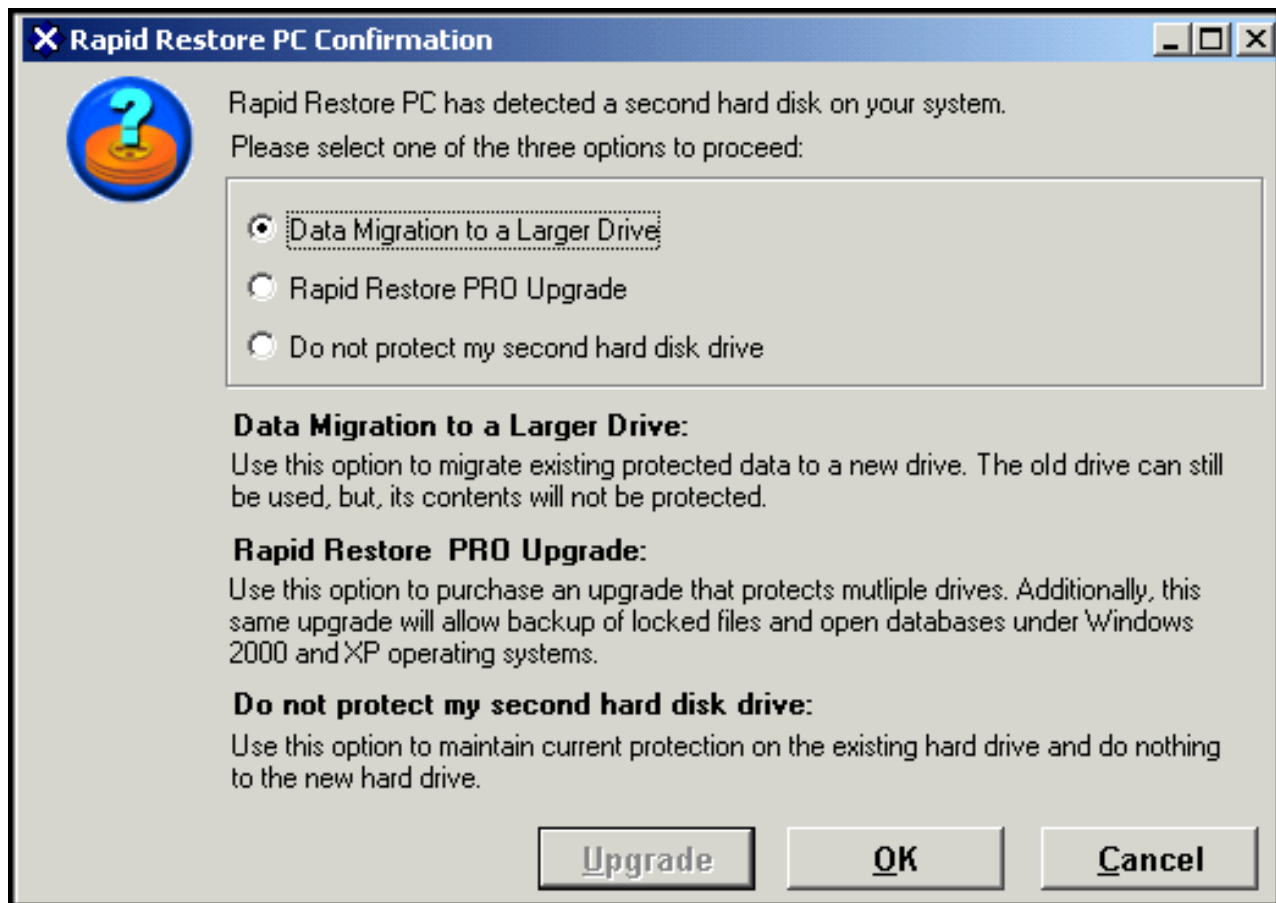 Rapid Restore PC Confirmation
Rapid Restore PC has detected a second hard disk on your system.
Please select one of the three options to proceed:
Data Migration to a Larger Drive
Rapid Restore PRO Upgrade
Do not protect my second hard disk drive
Data Migration to a Larger Drive:
Use this option to migrate existing protected data to a new drive. The old drive can still
be used, but, its contents will not be protected.
Rapid Restore  PRO Upgrade:
Use this option to purchase an upgrade that protects mutliple drives. Additionally, this
same upgrade will allow backup of locked files and open databases under Windows
2000 and XP operating systems.
Do not protect my second hard disk drive:
Use this option to maintain current protection on the existing hard drive and do nothing
to the new hard drive.
Upgrade
OK
Cancel